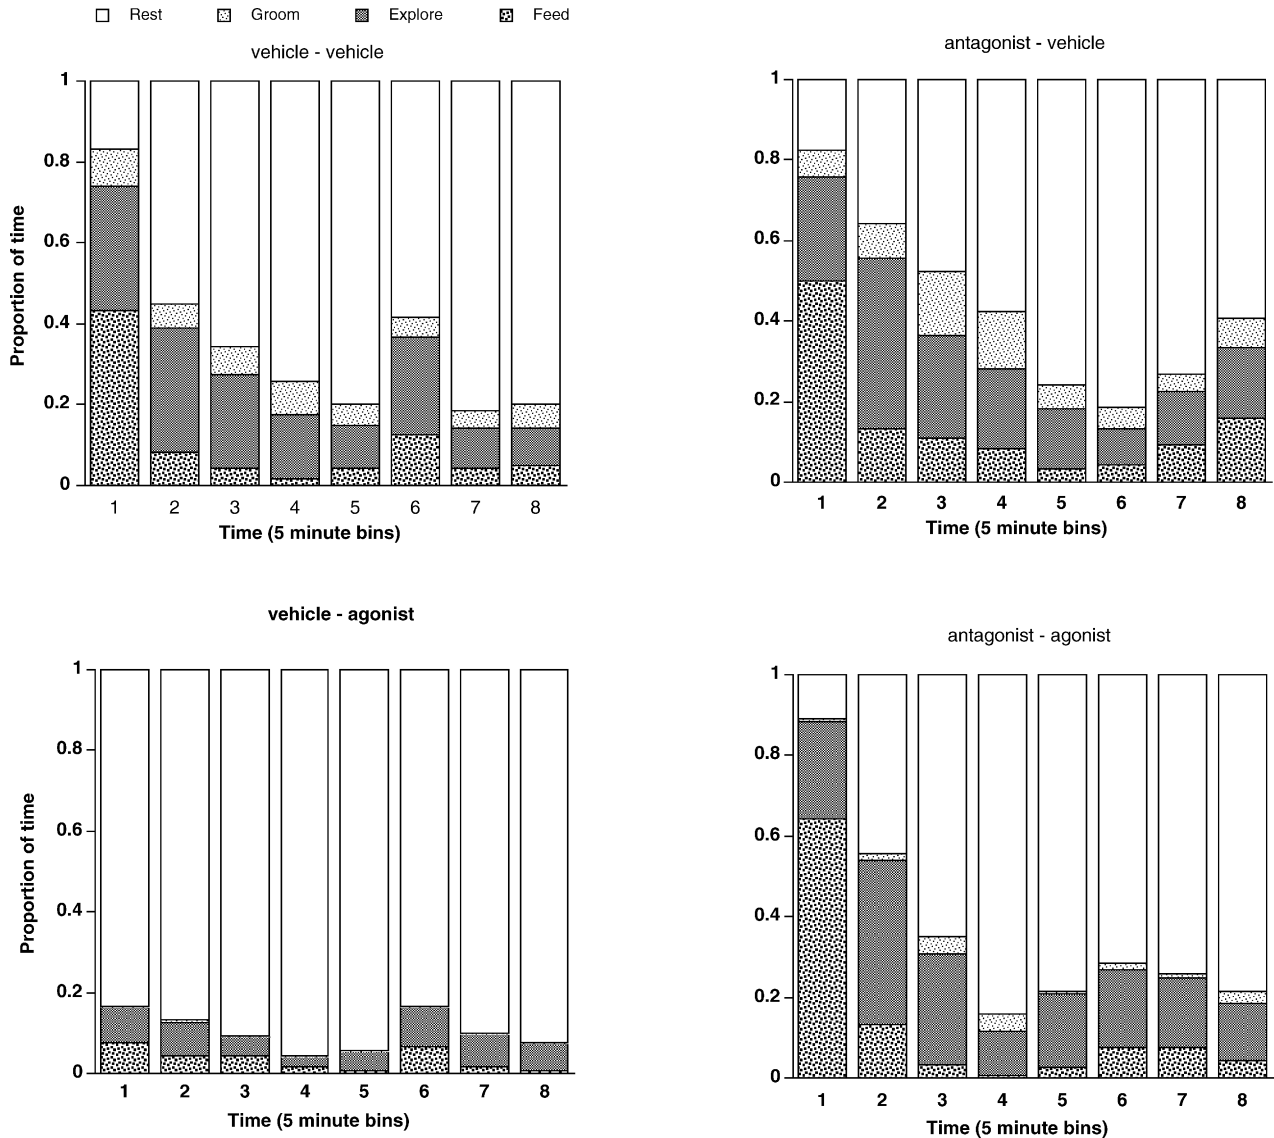 Rest Groom Explore Feed
vehicle - vehicle
Proportion of time
1
0.8
0.6
0.4
0.2
0
1 2 3 4 5 6 7 8
Time (5 minute bins)
antagonist - vehicle
1
0.8
0.6
0.4
0.2
0
1 2 3 4 5 6 7 8
Time (5 minute bins)
vehicle - agonist
Proportion of time
1
0.8
0.6
0.4
0.2
0
1 2 3 4 5 6 7 8
Time (5 minute bins)
antagonist - agonist
1
0.8
0.6
0.4
0.2
0
1 2 3 4 5 6 7 8
Time (5 minute bins)